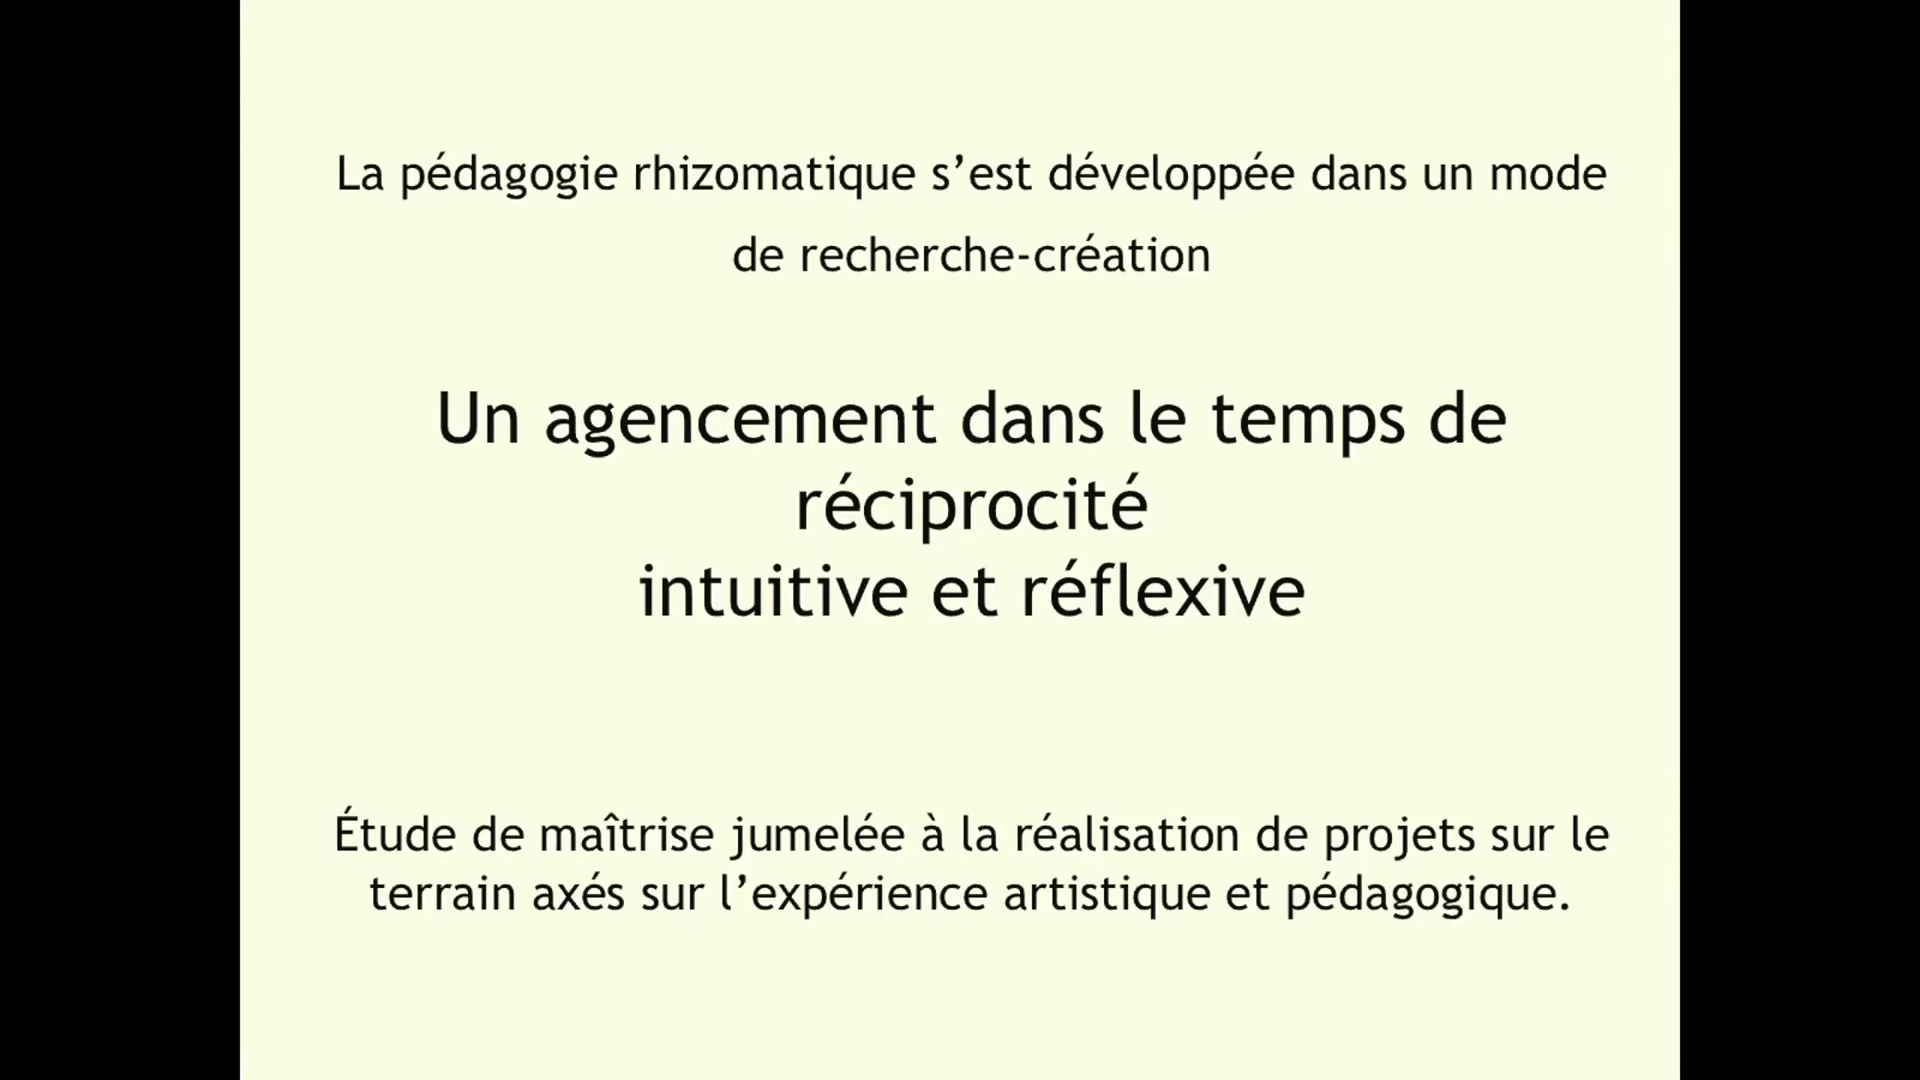 La pédagogie rhizomatique s’est développée dans un mode
de recherche-création
Un agencement dans le temps de
réciprocité
intuitive et réflexive
Étude de maîtrise jumelée à la réalisation de projets sur le
terrain axés sur l’expérience artistique et pédagogique.